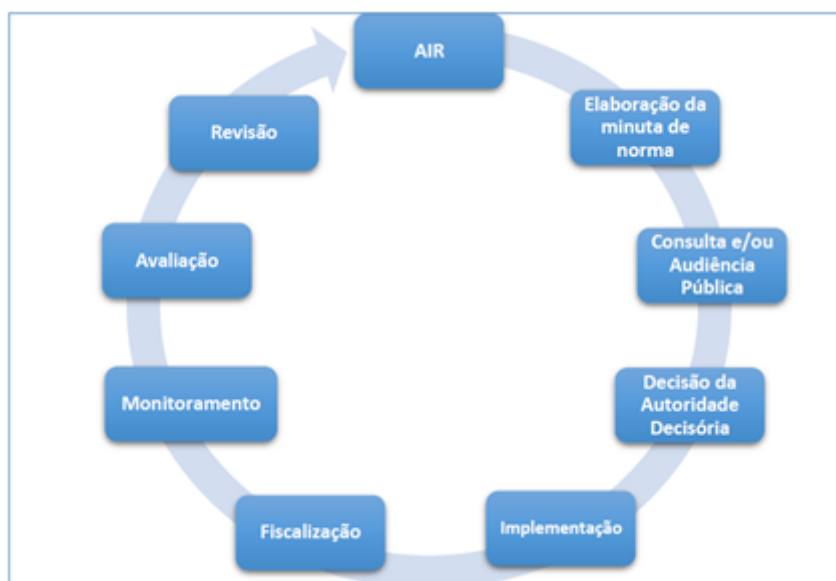 AIR
Elaboração da
minuta de
norma
Consulta e/ou
Audiência
Pública
Decisão da
Autoridade
Decisória
Implementação
Fiscalização
Monitoramento
Avaliação
Revisão